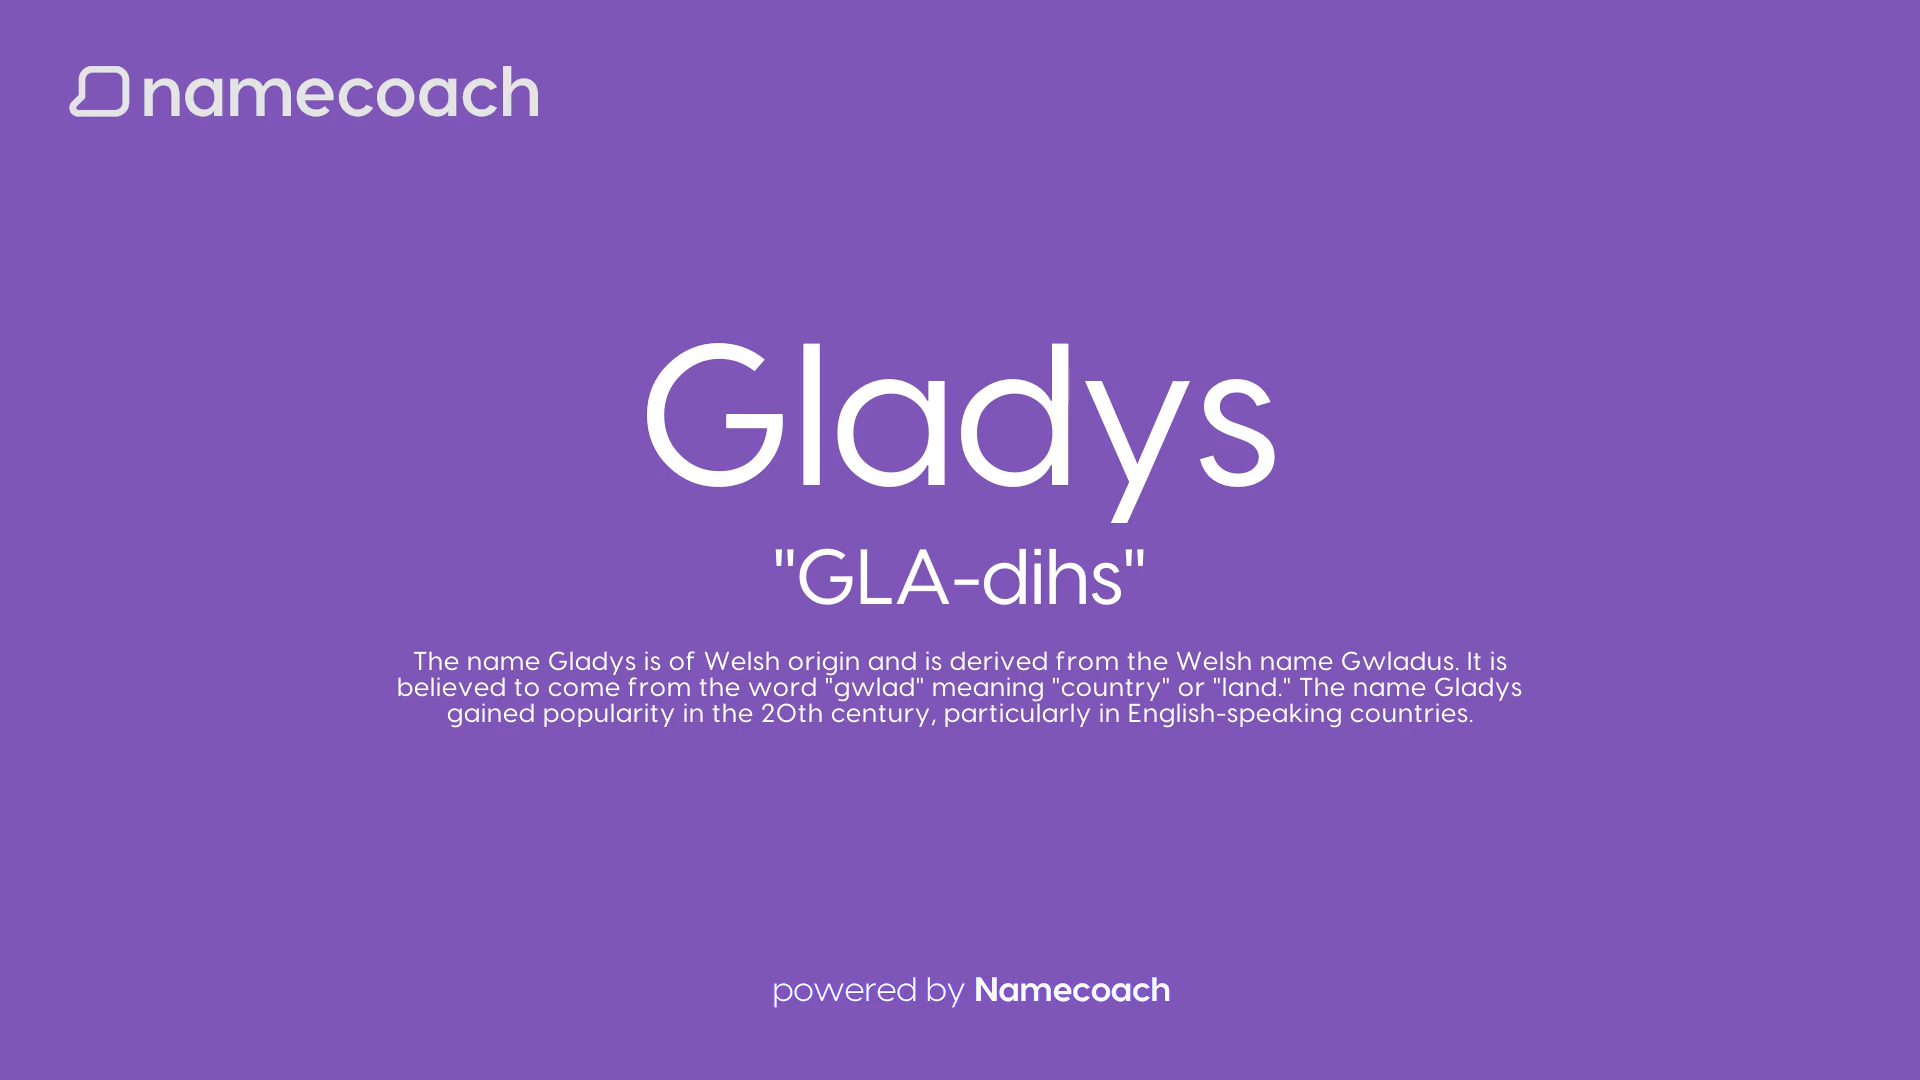 namecoach
Gladys
"GLA-dihs"
The name Gladys is of Welsh origin and is derived from the Welsh name Gwladus. It is
believed to come from the word "gwlad" meaning "country" or "land." The name Gladys
gained popularity in the 20th century, particularly in English-speaking countries.
powered by Namecoach